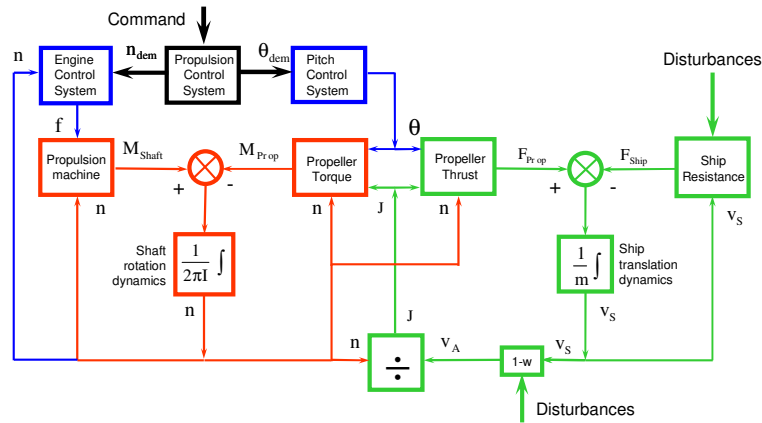 Command
n
n_dem
θ_dem
Disturbances
Engine
Control
System
Propulsion
Control
System
Pitch
Control
System
f
θ
M_Shaft
M_Prop
F_Prop
F_Ship
Propulsion
machine
Propeller
Torque
Propeller
Thrust
Ship
Resistance
+
-
+
-
n
n
J
n
v_S
Shaft
rotation
dynamics
1/2πI ∫
1/m ∫
Ship
translation
dynamics
n
J
v_S
n
÷
v_A
1-w
v_S
Disturbances